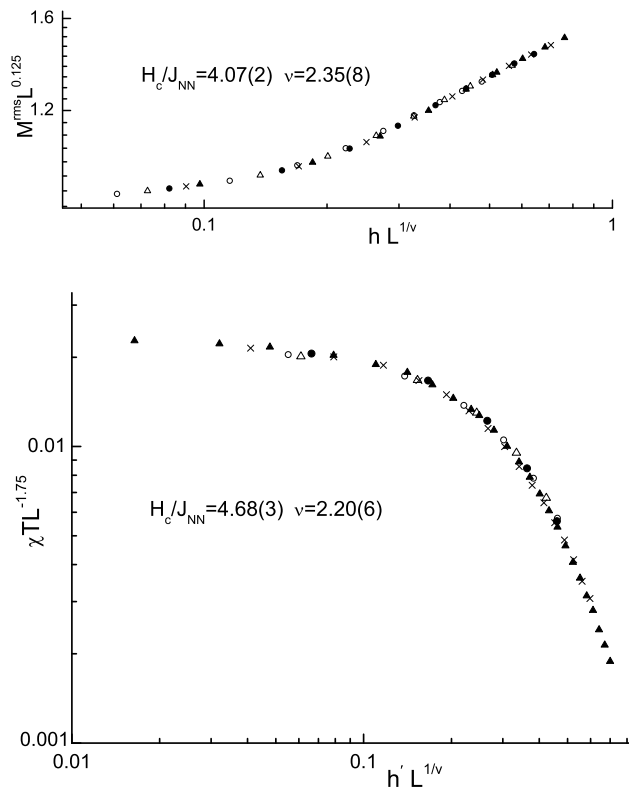 1.6
H_c/J_NN=4.07(2) ν=2.35(8)
1.2
M^rms L^0.125
0.1
1
h L^1/ν
0.01
H_c/J_NN=4.68(3) ν=2.20(6)
χTL^-1.75
0.001
0.01
0.1
h′ L^1/ν